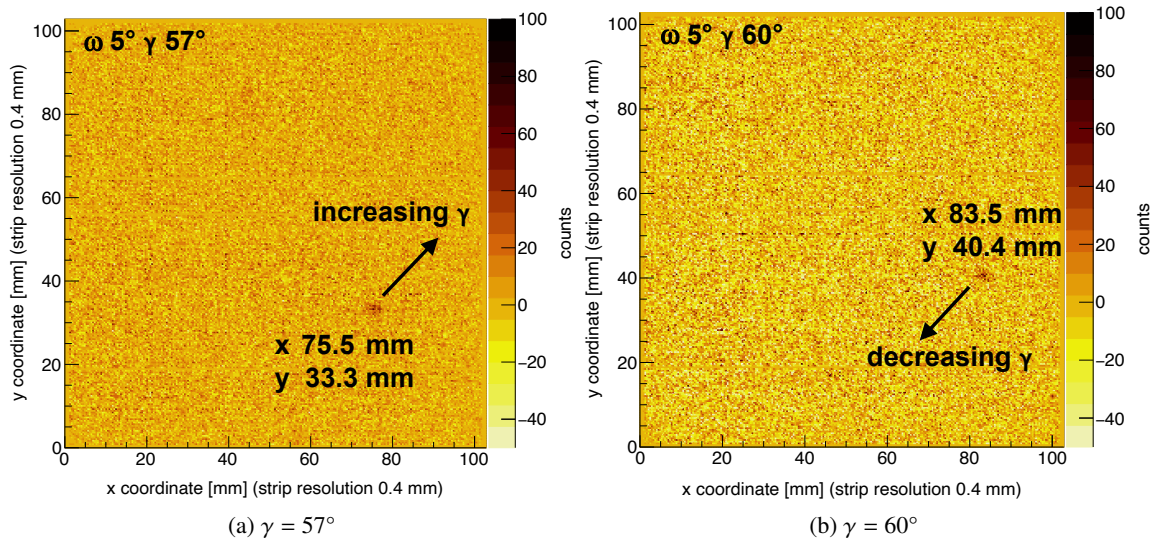 ω 5° γ 57°
increasing γ
x 75.5 mm
y 33.3 mm
100
80
60
40
20
0
0
20
40
60
80
100
x coordinate [mm] (strip resolution 0.4 mm)
y coordinate [mm] (strip resolution 0.4 mm)
100
80
60
40
20
0
−20
−40
counts
(a) γ = 57°
ω 5° γ 60°
x 83.5 mm
y 40.4 mm
decreasing γ
100
80
60
40
20
0
0
20
40
60
80
100
x coordinate [mm] (strip resolution 0.4 mm)
y coordinate [mm] (strip resolution 0.4 mm)
100
80
60
40
20
0
−20
−40
counts
(b) γ = 60°